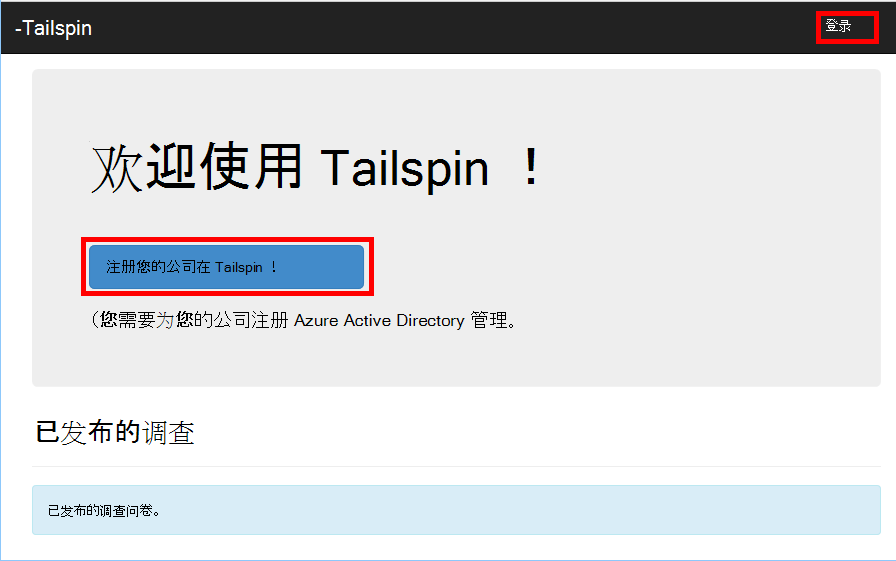 -Tailspin
登录
欢迎使用 Tailspin !
注册您的公司在 Tailspin !
(您需要为您的公司注册 Azure Active Directory 管理。
已发布的调查
已发布的调查问卷。